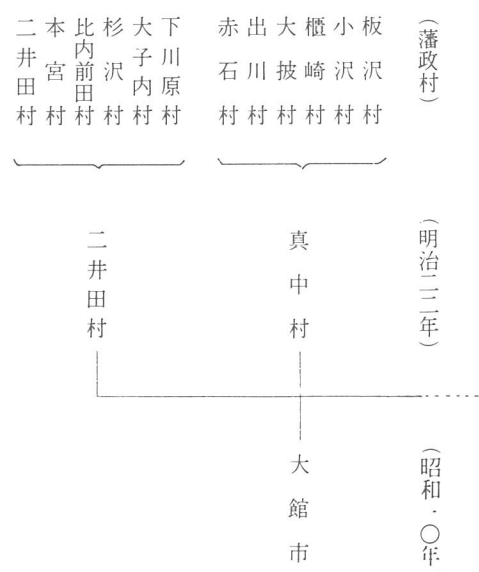 (藩政村)
板沢村
小沢村
櫃崎村
大披村
出川村
赤石村
下川原村
大子内村
杉沢村
比内前田村
本宮村
二井田村
(明治二二年)
真中村
二井田村
(昭和・〇年)
大館市